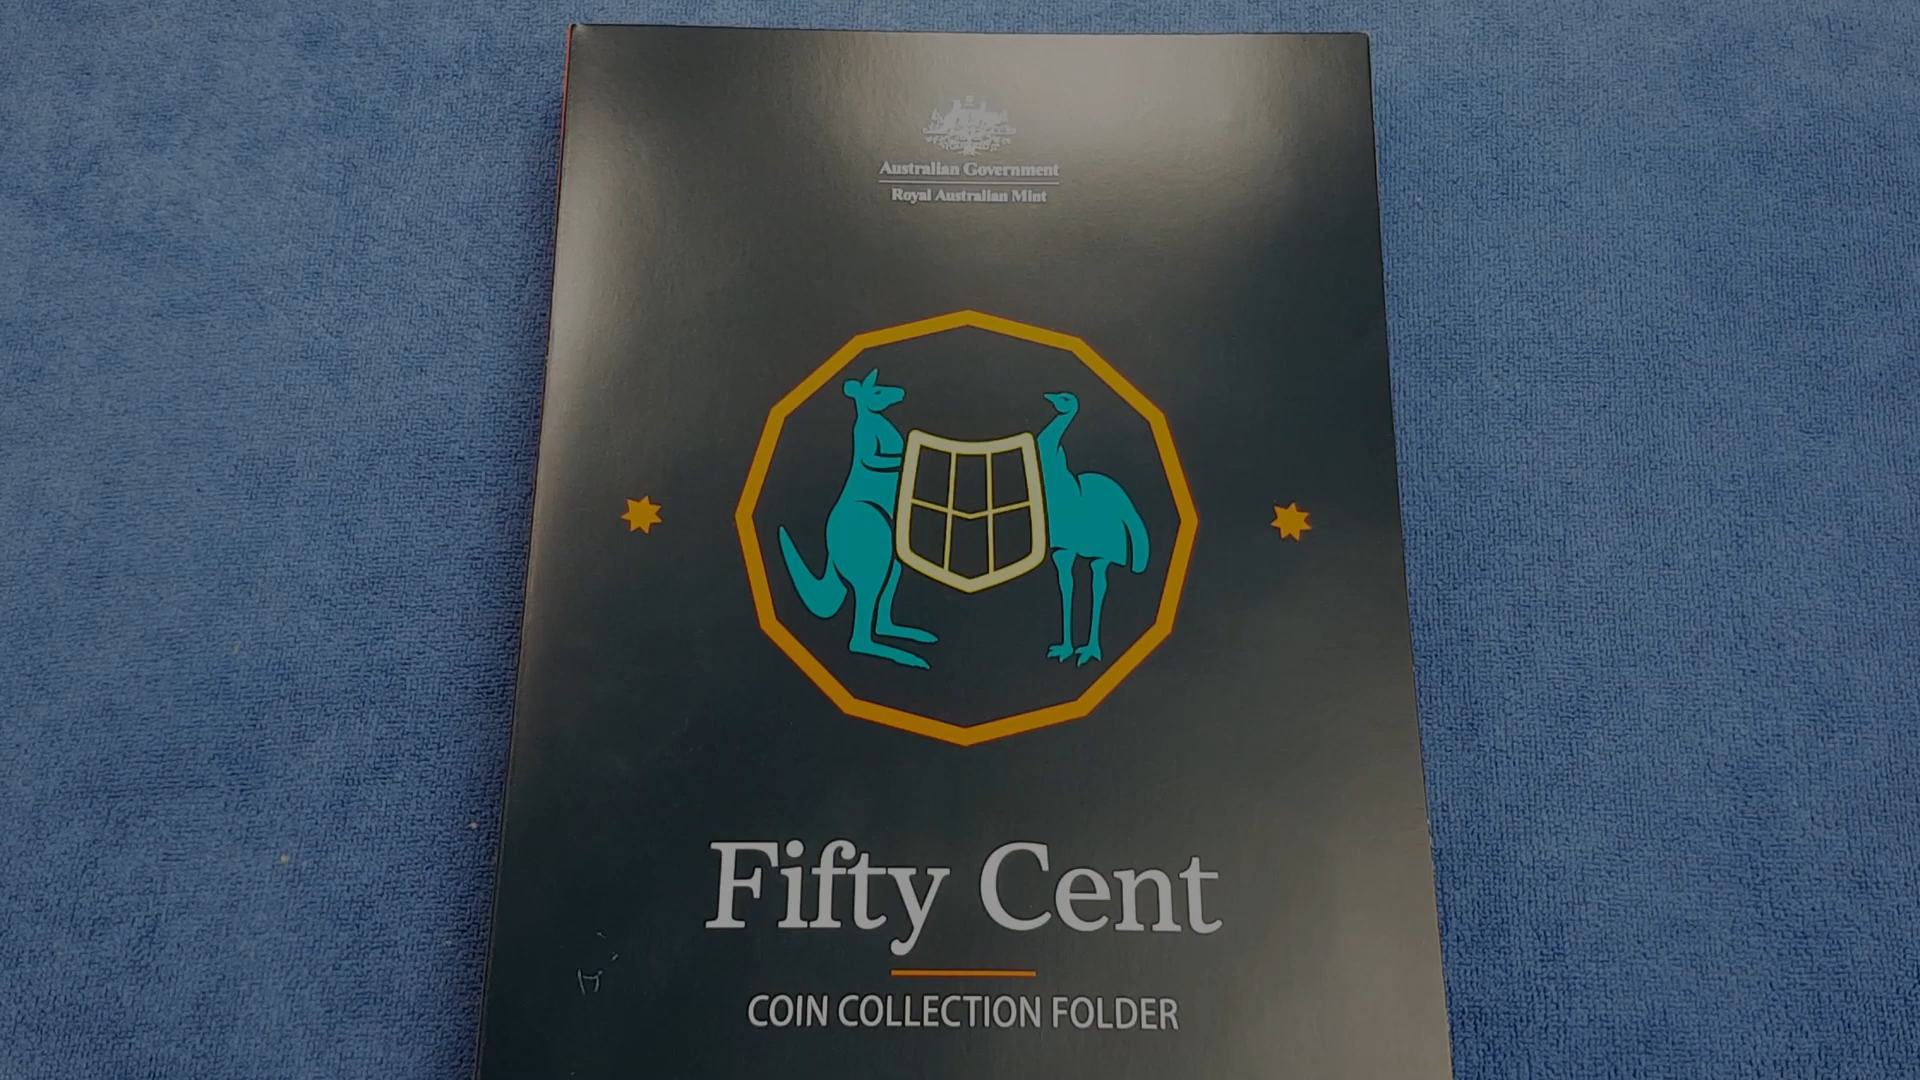 Australian Government
Royal Australian Mint
Fifty Cent
COIN COLLECTION FOLDER